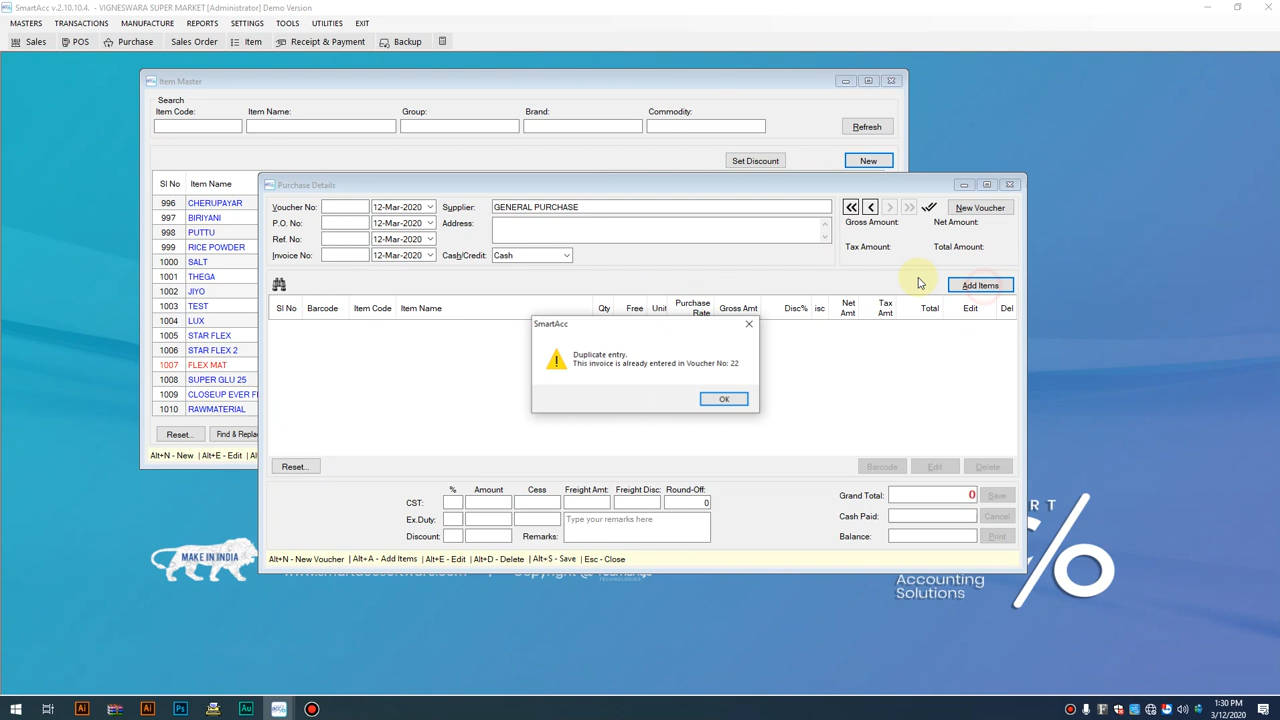 SmartAcc v.2.10.10.4. - VIGNESWARA SUPER MARKET [Administrator] Demo Version
MASTERS TRANSACTIONS MANUFACTURE REPORTS SETTINGS TOOLS UTILITIES EXIT
Sales POS Purchase Sales Order Item Receipt & Payment Backup
Item Master
Search
Item Code: Item Name: Group: Brand: Commodity:
Refresh
Set Discount New
Sl No Item Name
996 CHERUPAYAR
997 BIRIYANI
998 PUTTU
999 RICE POWDER
1000 SALT
1001 THEGA
1002 JIYO
1003 TEST
1004 LUX
1005 STAR FLEX
1006 STAR FLEX 2
1007 FLEX MAT
1008 SUPER GLU 25
1009 CLOSEUP EVER F
1010 RAWMATERIAL
Reset... Find & Repla
Alt+N - New | Alt+E - Edit |
Purchase Details
Voucher No: 12-Mar-2020 Supplier: GENERAL PURCHASE New Voucher
P.O. No: 12-Mar-2020 Address: Gross Amount: Net Amount:
Ref. No: 12-Mar-2020 Tax Amount: Total Amount:
Invoice No: 12-Mar-2020 Cash/Credit: Cash
Add Items
Sl No Barcode Item Code Item Name Qty Free Unit Purchase Rate Gross Amt Disc% isc Net Amt Tax Amt Total Edit Del
SmartAcc
Duplicate entry.
This invoice is already entered in Voucher No: 22
OK
Reset... Barcode Edit Delete
% Amount Cess Freight Amt: Freight Disc: Round-Off:
CST: 0 Grand Total: 0 Save
Ex.Duty: Type your remarks here Cash Paid: Cancel
Discount: Remarks: Balance: Print
Alt+N - New Voucher | Alt+A - Add Items | Alt+E - Edit | Alt+D - Delete | Alt+S - Save | Esc - Close
MAKE IN INDIA
TECHNOLOGIES
Accounting
Solutions
1:30 PM
3/12/2020